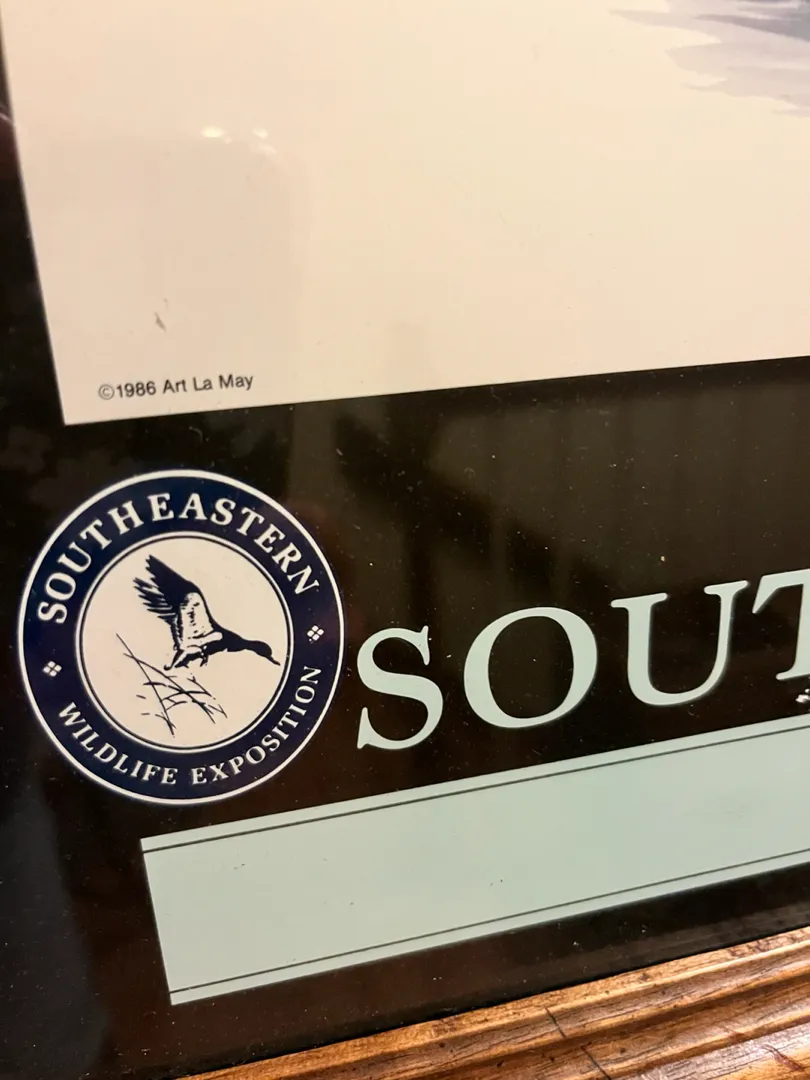 ©1986 Art La May
SOUTHEASTERN
WILDLIFE EXPOSITION
SOUT